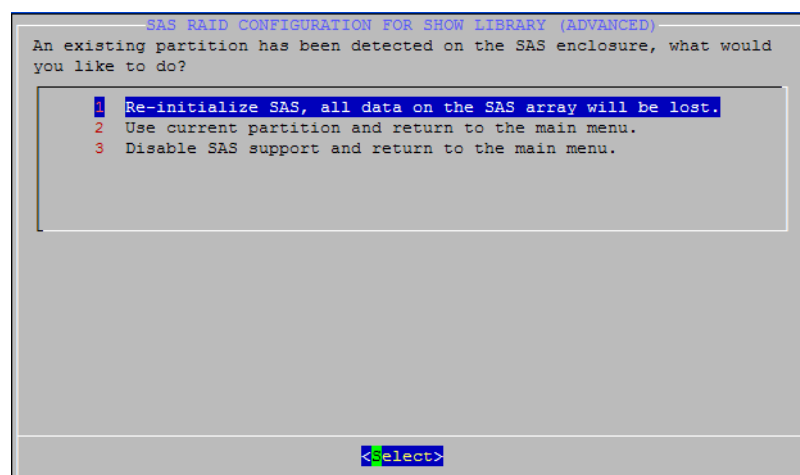 SAS RAID CONFIGURATION FOR SHOW LIBRARY (ADVANCED)
An existing partition has been detected on the SAS enclosure, what would
you like to do?
1 Re-initialize SAS, all data on the SAS array will be lost.
2 Use current partition and return to the main menu.
3 Disable SAS support and return to the main menu.
<Select>